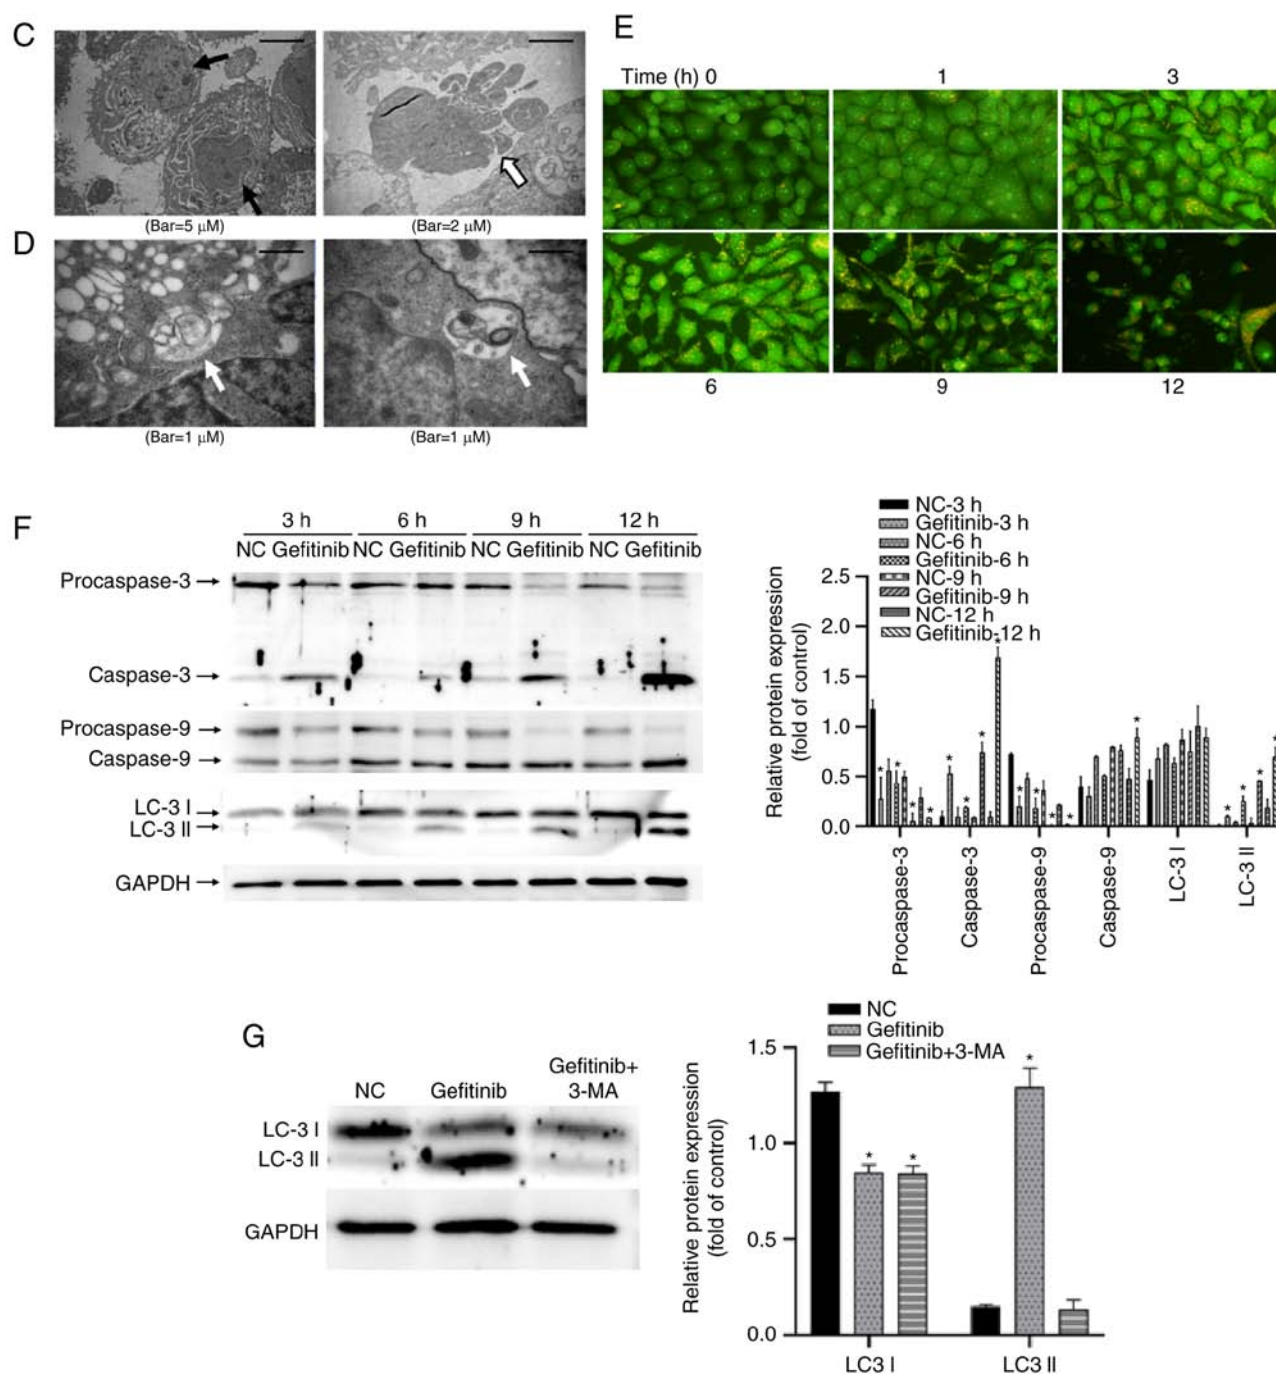 C
(Bar=5 μM)
(Bar=2 μM)
D
(Bar=1 μM)
(Bar=1 μM)
E
Time (h) 0
1
3
6
9
12
F
3 h
6 h
9 h
12 h
NC Gefitinib NC Gefitinib NC Gefitinib NC Gefitinib
Procaspase-3
Caspase-3
Procaspase-9
Caspase-9
LC-3 I
LC-3 II
GAPDH
NC-3 h
Gefitinib-3 h
NC-6 h
Gefitinib-6 h
NC-9 h
Gefitinib-9 h
NC-12 h
Gefitinib-12 h
Relative protein expression
(fold of control)
2.5
2.0
1.5
1.0
0.5
0.0
* * * * * * * * * * * * * * * *
Procaspase-3
Caspase-3
Procaspase-9
Caspase-9
LC-3 I
LC-3 II
G
NC
Gefitinib
Gefitinib+
3-MA
LC-3 I
LC-3 II
GAPDH
NC
Gefitinib
Gefitinib+3-MA
Relative protein expression
(fold of control)
1.5
1.0
0.5
0.0
* * *
LC3 I
LC3 II